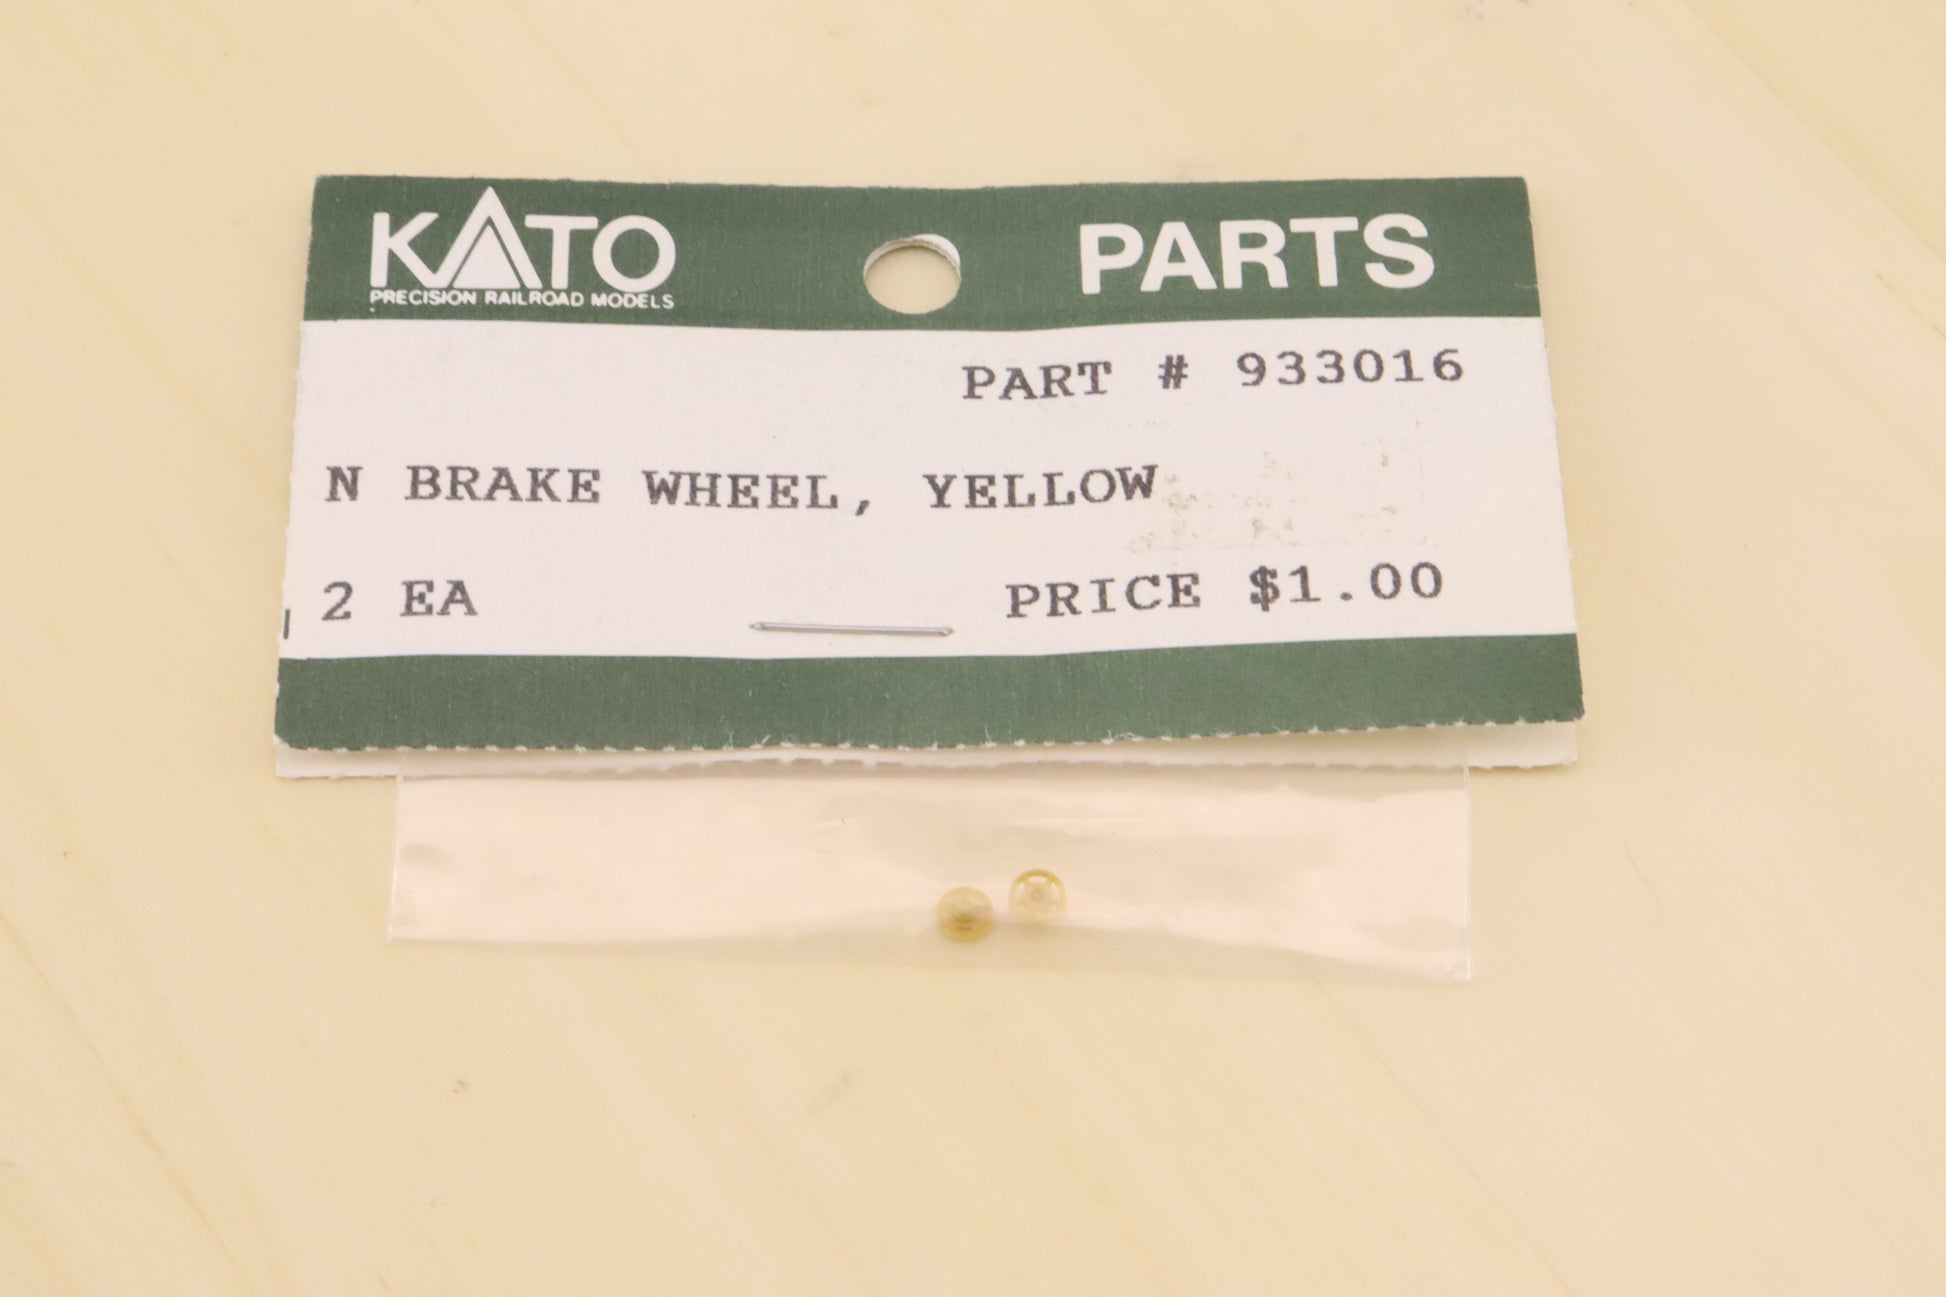 KATO PARTS
PRECISION RAILROAD MODELS
PART # 933016
N BRAKE WHEEL, YELLOW
2 EA PRICE $1.00